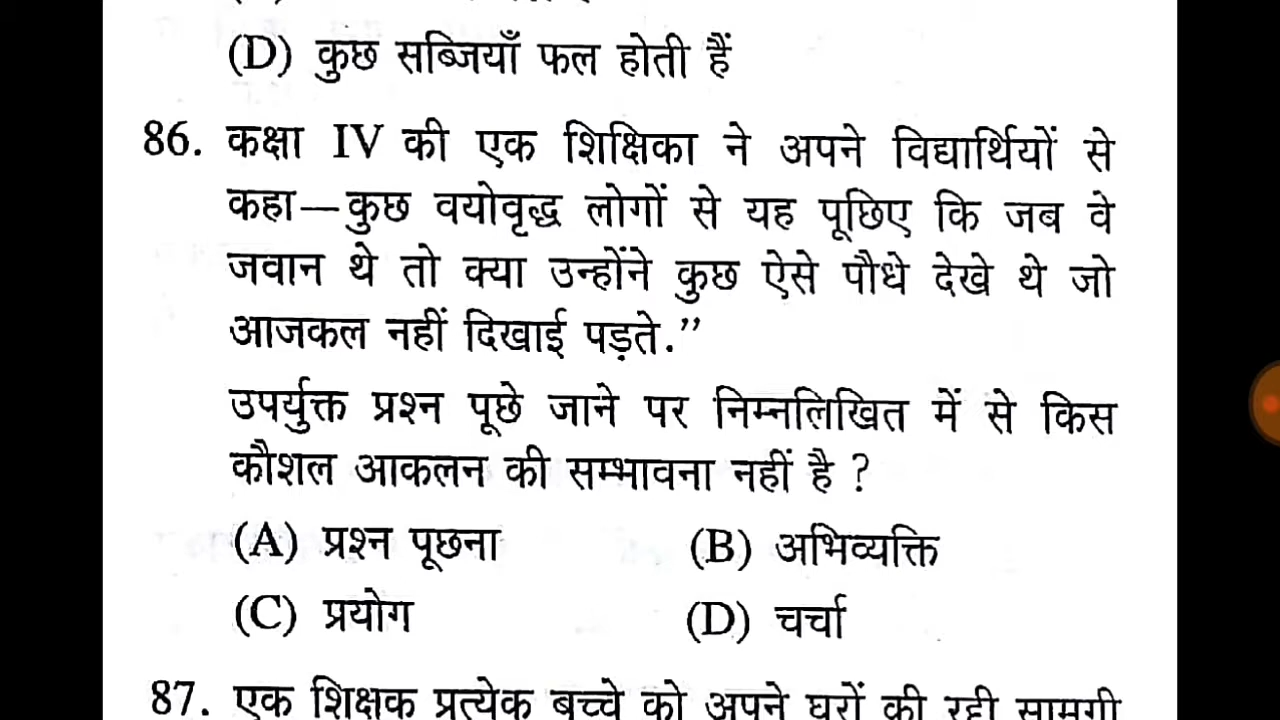 (D) कुछ सब्जियाँ फल होती हैं
86. कक्षा IV की एक शिक्षिका ने अपने विद्यार्थियों से
कहा—कुछ वयोवृद्ध लोगों से यह पूछिए कि जब वे
जवान थे तो क्या उन्होंने कुछ ऐसे पौधे देखे थे जो
आजकल नहीं दिखाई पड़ते.”
उपर्युक्त प्रश्न पूछे जाने पर निम्नलिखित में से किस
कौशल आकलन की सम्भावना नहीं है ?
(A) प्रश्न पूछना (B) अभिव्यक्ति
(C) प्रयोग (D) चर्चा
87. एक शिक्षक प्रत्येक बच्चे को अपने घरों की रद्दी सामग्री